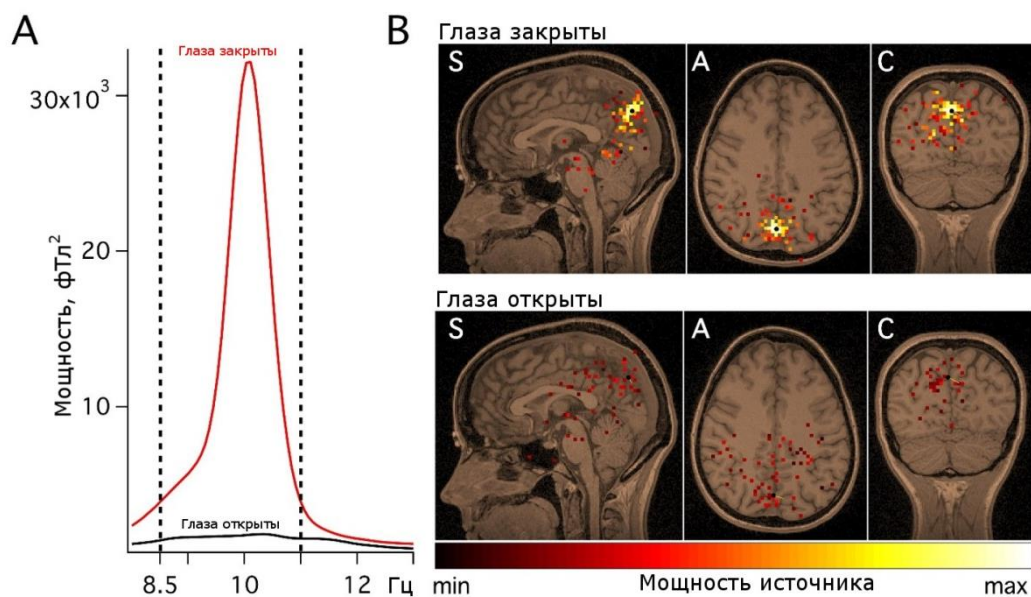 A
Глаза закрыты
30x10³
20
10
Мощность, фТл²
Глаза открыты
8.5
10
12
Гц
B
Глаза закрыты
S
A
C
Глаза открыты
S
A
C
min
Мощность источника
max